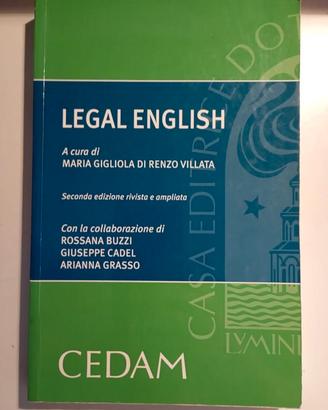 LEGAL ENGLISH
A cura di
MARIA GIGLIOLA DI RENZO VILLATA
Seconda edizione rivista e ampliata
Con la collaborazione di
ROSSANA BUZZI
GIUSEPPE CADEL
ARIANNA GRASSO
CEDAM
CASA EDITRICE DOT
LVMINI